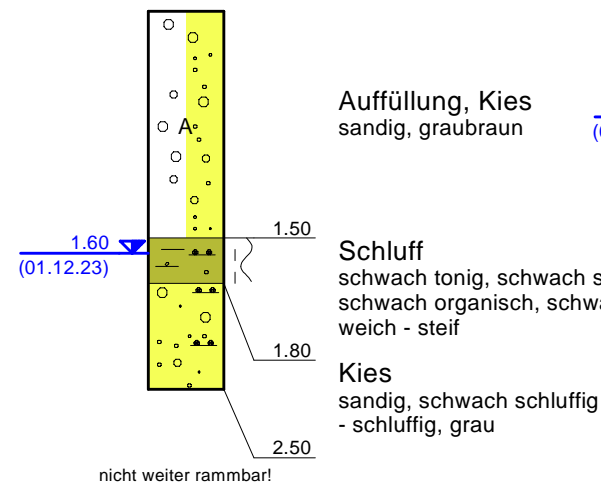 Auffüllung, Kies
sandig, graubraun
A
1.50
1.60
(01.12.23)
Schluff
schwach tonig, schwach
schwach organisch,
weich - steif
1.80
Kies
sandig, schwach schluffig
- schluffig, grau
2.50
nicht weiter rammbar!